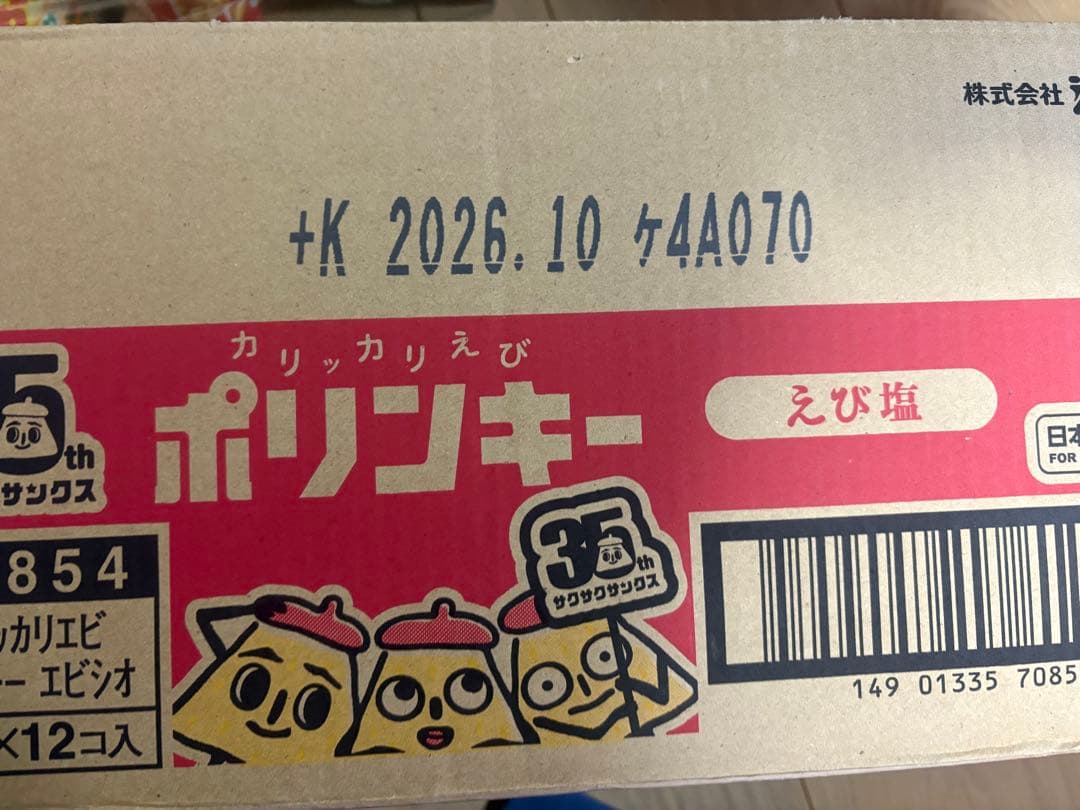 株式会社
+K 2026.10 ケ4A070
カリッカリえび
ポリンキー
えび塩
5th
サンクス
日本
FOR
35th
サクサクサンクス
854
ッカリエビ
ー エビシオ
×12コ入
149 01335 7085